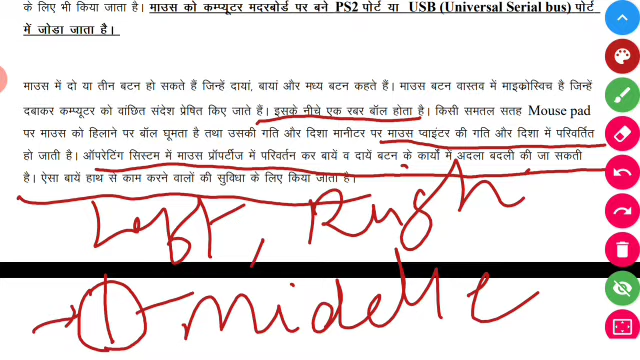 के लिए भी किया जाता है। माउस को कम्प्यूटर मदरबोर्ड पर बने PS2 पोर्ट या USB (Universal Serial bus) पोर्ट
में जोडा जाता है।
माउस में दो या तीन बटन हो सकते हैं जिन्हें दायां, बायां और मध्य बटन कहते हैं। माउस बटन वास्तव में माइक्रोस्विच है जिन्हें
दबाकर कम्प्यूटर को वांछित संदेश प्रेषित किए जाते हैं। इसके नीचे एक रबर बॉल होता है। किसी समतल सतह Mouse pad
पर माउस को हिलाने पर बॉल घूमता है तथा उसकी गति और दिशा मानीटर पर माउस प्वाइंटर की गति और दिशा में परिवर्तित
हो जाती है। ऑपरेटिंग सिस्टम में माउस प्रॉपर्टीज में परिवर्तन कर बायें व दायें बटन के कार्यों में अदला बदली की जा सकती
है। ऐसा बायें हाथ से काम करने वालों की सुविधा के लिए किया जाता है।
Left, Right
→ ① middle